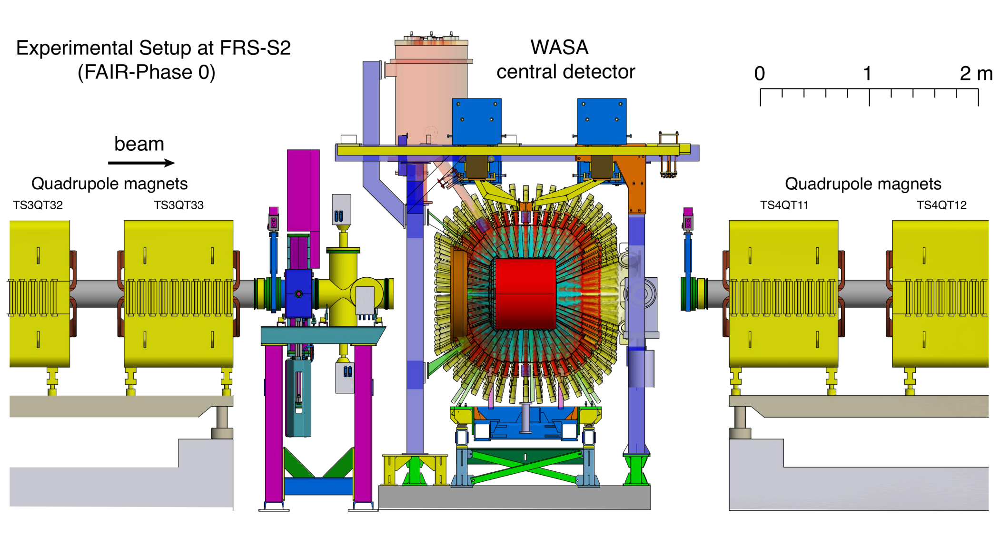 Experimental Setup at FRS-S2
(FAIR-Phase 0)
WASA
central detector
0 1 2 m
beam
Quadrupole magnets
TS3QT32 TS3QT33
Quadrupole magnets
TS4QT11 TS4QT12